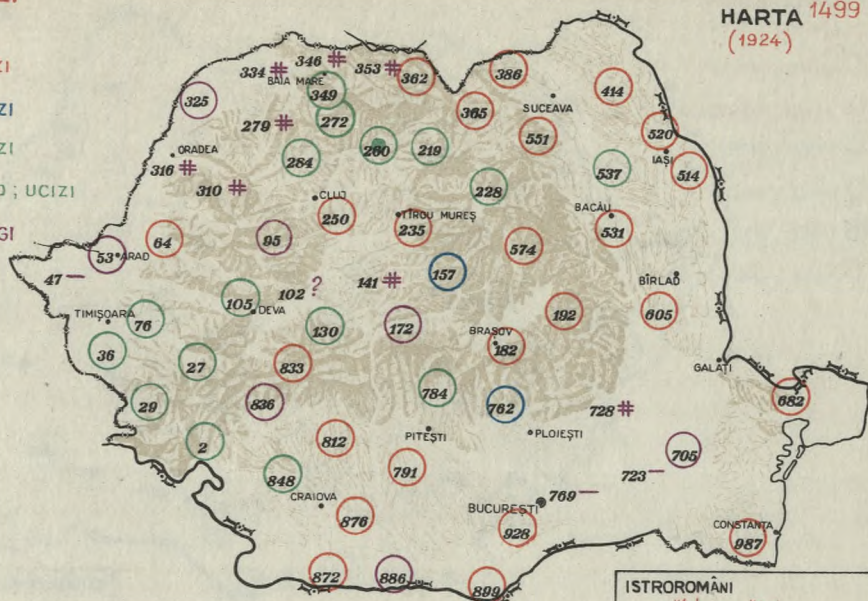 HARTA 1499
(1924)
ZI
ZI
ZI
; UCIZI
GI
334 #
346 #
353 #
362
386
BAIA MARE
349
325
272
279 #
365
SUCEAVA
414
551
520
IAȘI
514
ORADEA
316 #
284
260
219
537
310 #
228
CLUJ
250
TÎRGU MUREȘ
235
BACĂU
531
64
95
574
53
ARAD
47 —
157
141 #
102 ?
BÎRLAD
105
DEVA
605
TIMIȘOARA
76
130
172
192
BRAȘOV
182
36
27
833
GALAȚI
784
682
29
836
762
728 #
2
812
PITEȘTI
PLOIEȘTI
791
705
848
723 —
CRAIOVA
876
BUCUREȘTI
769 —
928
CONSTANȚA
987
872
886
899
ISTROROMÂNI